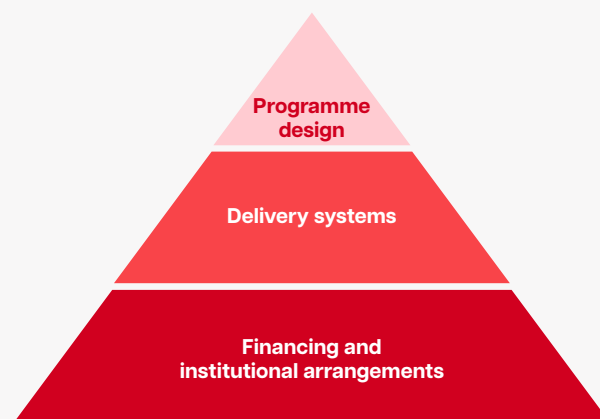 Programme
design
Delivery systems
Financing and
institutional arrangements